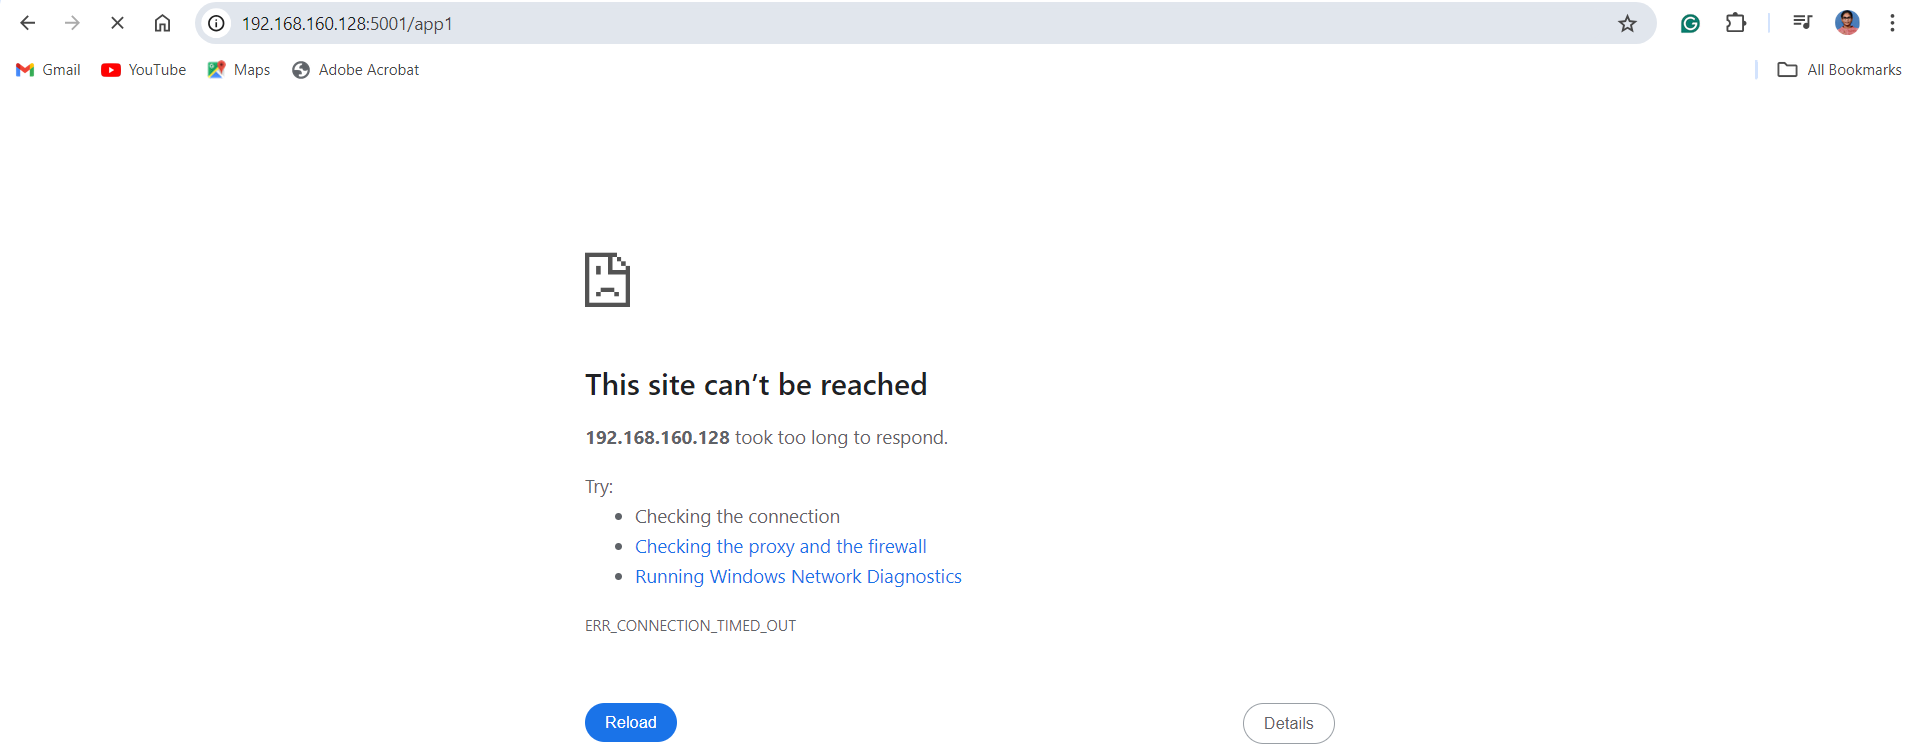 192.168.160.128:5001/app1
Gmail YouTube Maps Adobe Acrobat All Bookmarks
This site can’t be reached
192.168.160.128 took too long to respond.
Try:
Checking the connection
Checking the proxy and the firewall
Running Windows Network Diagnostics
ERR_CONNECTION_TIMED_OUT
Reload Details